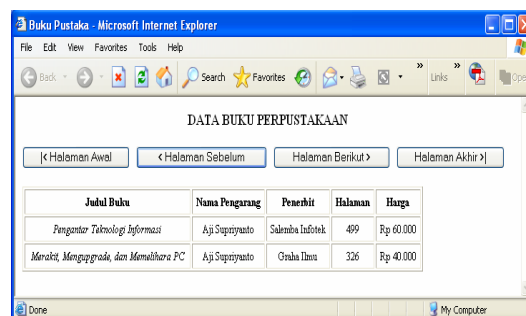 Buku Pustaka - Microsoft Internet Explorer
File Edit View Favorites Tools Help
Back Search Favorites » Links »
DATA BUKU PERPUSTAKAAN
|< Halaman Awal < Halaman Sebelum Halaman Berikut > Halaman Akhir >|
Judul Buku Nama Pengarang Penerbit Halaman Harga
Pengantar Teknologi Informasi Aji Supriyanto Salemba Infotek 499 Rp 60.000
Merakit, Mengupgrade, dan Memelihara PC Aji Supriyanto Graha Ilmu 326 Rp 40.000
Done My Computer